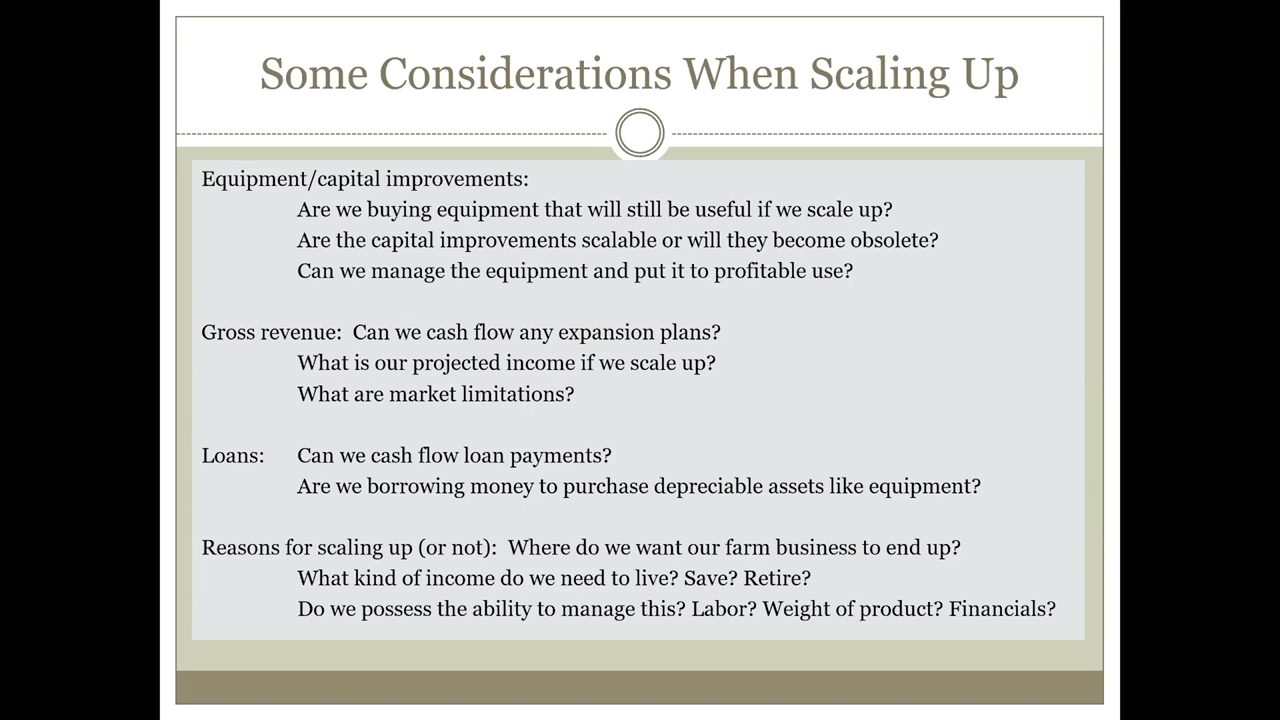 Some Considerations When Scaling Up
Equipment/capital improvements:
Are we buying equipment that will still be useful if we scale up?
Are the capital improvements scalable or will they become obsolete?
Can we manage the equipment and put it to profitable use?
Gross revenue: Can we cash flow any expansion plans?
What is our projected income if we scale up?
What are market limitations?
Loans: Can we cash flow loan payments?
Are we borrowing money to purchase depreciable assets like equipment?
Reasons for scaling up (or not): Where do we want our farm business to end up?
What kind of income do we need to live? Save? Retire?
Do we possess the ability to manage this? Labor? Weight of product? Financials?